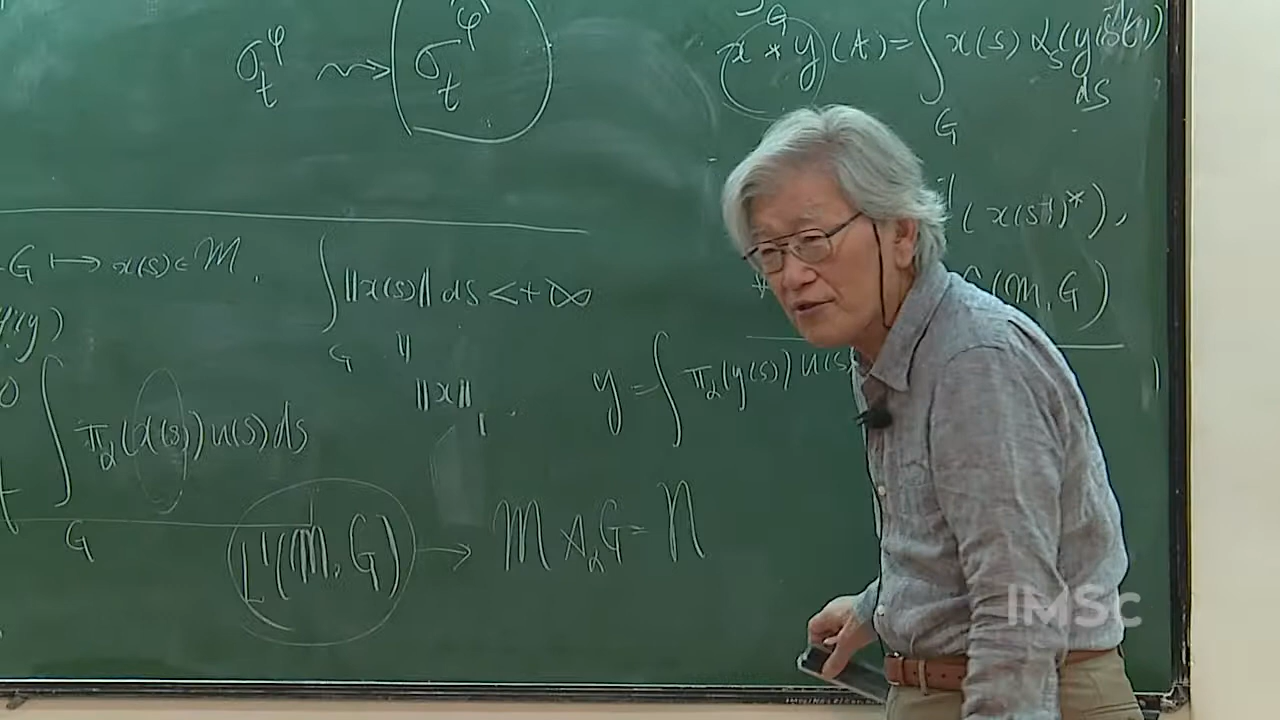 σ_t^φ ⇝ σ_t^φ
x * y (t) = ∫_G x(s) α_s(y(s⁻¹t)) ds
(x(s⁻¹)*),
G ↦ x(s) ∈ M, ∫_G ‖x(s)‖ ds < +∞
‖x‖₁
(M, G)
∫_G π_α(x(s)) u(s) ds
y = ∫ π_α(y(s)) u(s)
L¹(M, G) → M ⋊_α G = N
IMSc